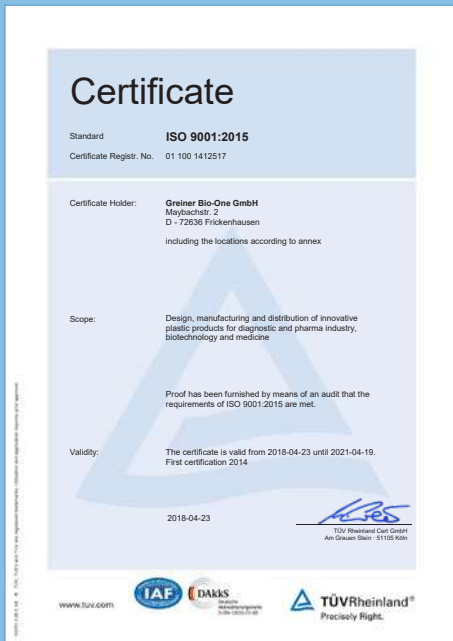 Certificate
Standard ISO 9001:2015
Certificate Registr. No. 01 100 1412517
Certificate Holder: Greiner Bio-One GmbH
Maybachstr. 2
D - 72636 Frickenhausen
including the locations according to annex
Scope: Design, manufacturing and distribution of innovative
plastic products for diagnostic and pharma industry,
biotechnology and medicine
Proof has been furnished by means of an audit that the
requirements of ISO 9001:2015 are met.
Validity: The certificate is valid from 2018-04-23 until 2021-04-19.
First certification 2014
2018-04-23
TÜV Rheinland Cert GmbH
Am Grauen Stein · 51105 Köln
www.tuv.com
IAF
DAkkS
Deutsche
Akkreditierungsstelle
TÜVRheinland®
Precisely Right.